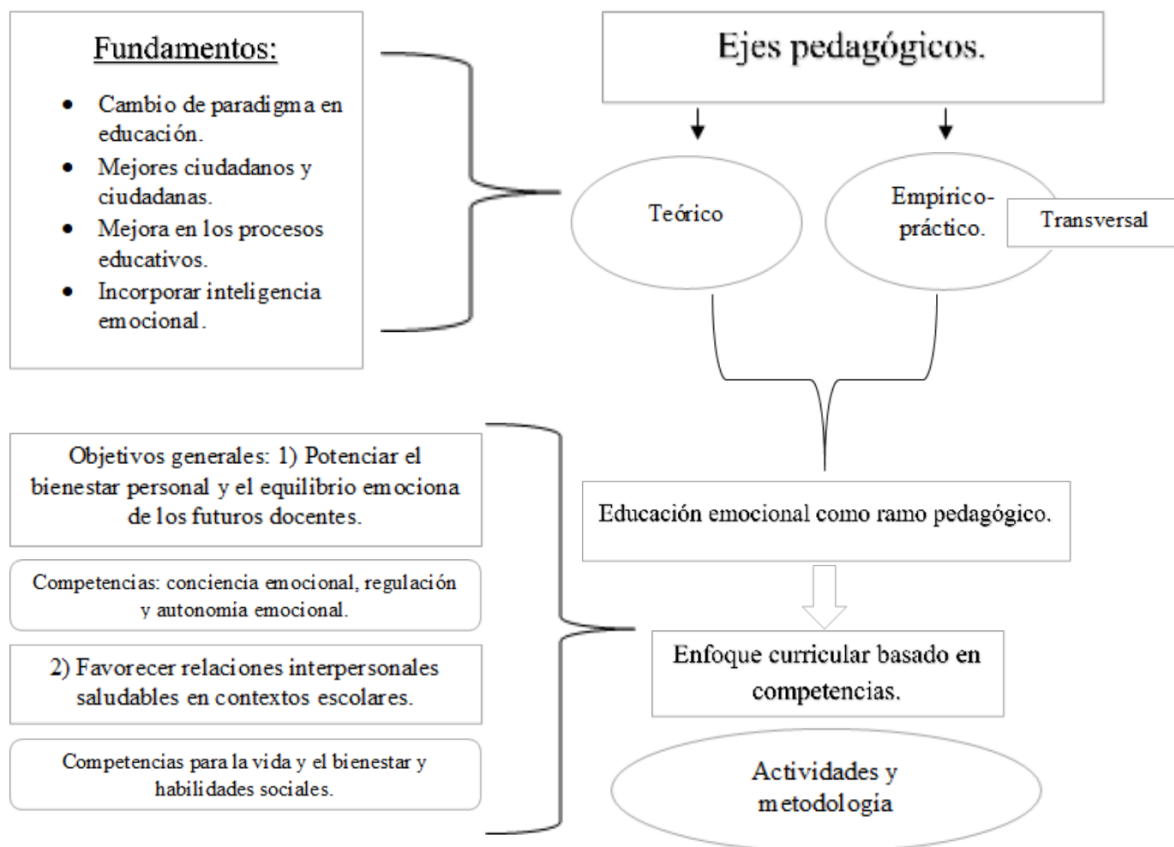 Fundamentos:
• Cambio de paradigma en
educación.
• Mejores ciudadanos y
ciudadanas.
• Mejora en los procesos
educativos.
• Incorporar inteligencia
emocional.
Ejes pedagógicos.
Teórico
Empírico-
práctico.
Transversal
Educación emocional como ramo pedagógico.
Objetivos generales: 1) Potenciar el
bienestar personal y el equilibrio emociona
de los futuros docentes.
Competencias: conciencia emocional, regulación
y autonomía emocional.
2) Favorecer relaciones interpersonales
saludables en contextos escolares.
Competencias para la vida y el bienestar y
habilidades sociales.
Enfoque curricular basado en
competencias.
Actividades y
metodología